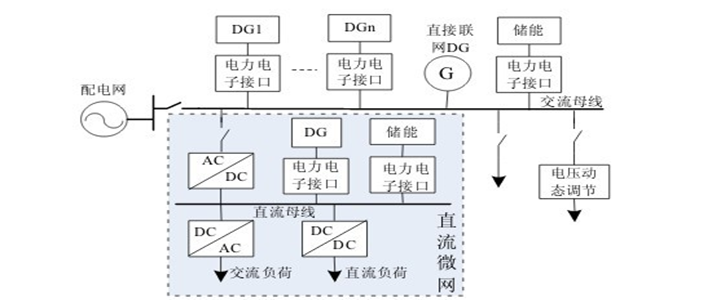 DG1
DGn
直接联
网DG
储能
电力电
子接口
电力电
子接口
G
电力电
子接口
配电网
交流母线
DG
储能
AC
DC
电力电
子接口
电力电
子接口
电压动
态调节
直流母线
DC
AC
DC
DC
直流微网
交流负荷
直流负荷